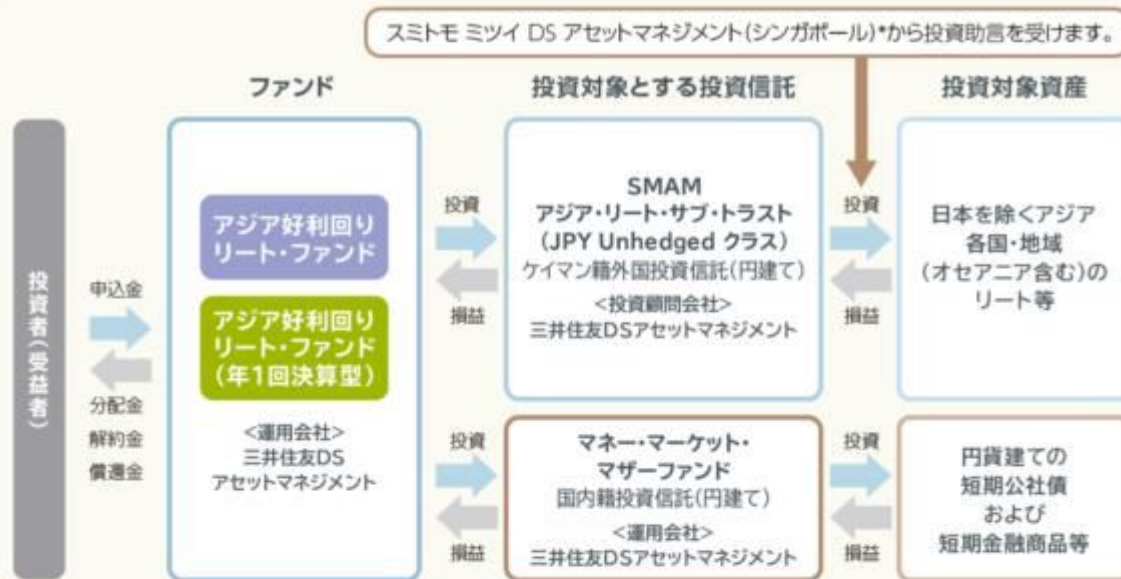 スミトモ ミツイ DS アセットマネジメント(シンガポール)*から投資助言を受けます。
ファンド
投資対象とする投資信託
投資対象資産
投資者(受益者)
申込金
分配金
解約金
償還金
アジア好利回り
リート・ファンド
アジア好利回り
リート・ファンド
(年1回決算型)
<運用会社>
三井住友DS
アセットマネジメント
投資
損益
SMAM
アジア・リート・サブ・トラスト
(JPY Unhedged クラス)
ケイマン籍外国投資信託(円建て)
<投資顧問会社>
三井住友DSアセットマネジメント
投資
損益
日本を除くアジア
各国・地域
(オセアニア含む)の
リート等
投資
損益
マネー・マーケット・
マザーファンド
国内籍投資信託(円建て)
<運用会社>
三井住友DSアセットマネジメント
投資
損益
円貨建ての
短期公社債
および
短期金融商品等